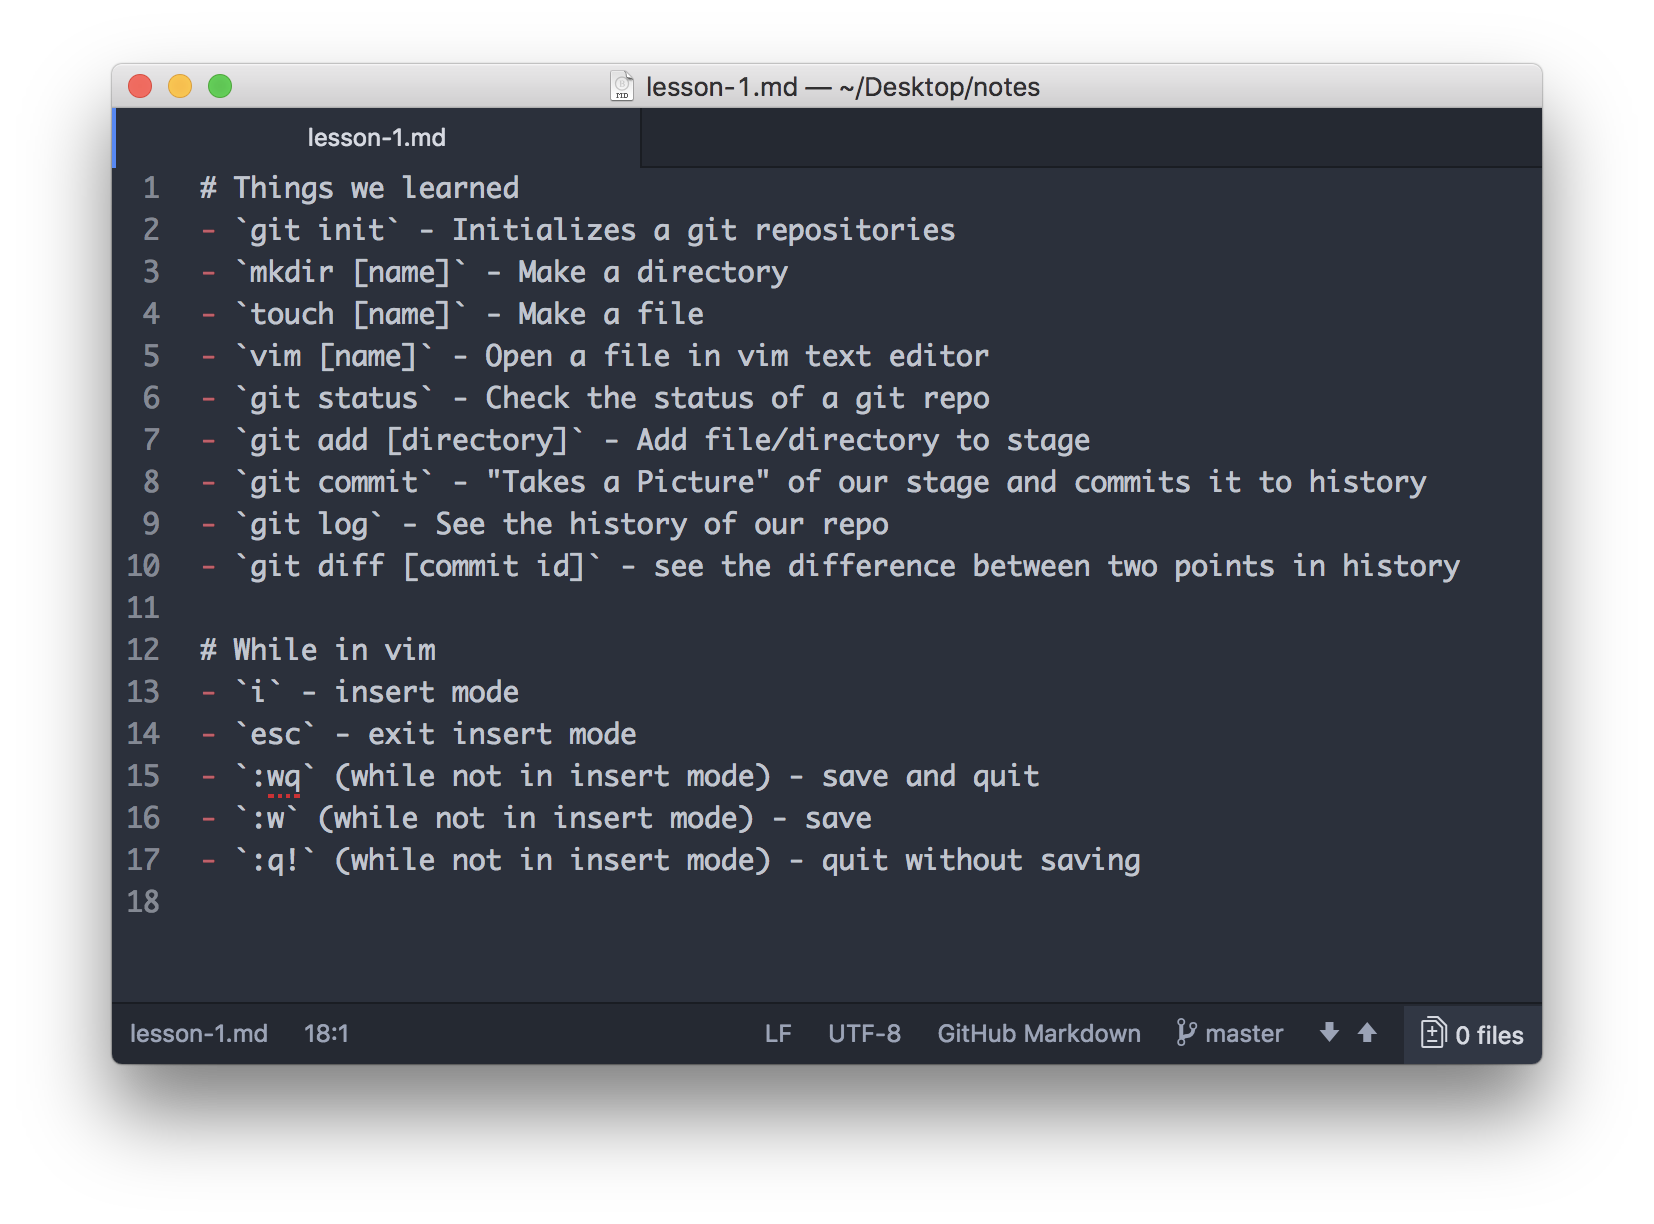 lesson-1.md — ~/Desktop/notes
lesson-1.md
1 # Things we learned
2 - `git init` - Initializes a git repositories
3 - `mkdir [name]` - Make a directory
4 - `touch [name]` - Make a file
5 - `vim [name]` - Open a file in vim text editor
6 - `git status` - Check the status of a git repo
7 - `git add [directory]` - Add file/directory to stage
8 - `git commit` - "Takes a Picture" of our stage and commits it to history
9 - `git log` - See the history of our repo
10 - `git diff [commit id]` - see the difference between two points in history
11
12 # While in vim
13 - `i` - insert mode
14 - `esc` - exit insert mode
15 - `:wq` (while not in insert mode) - save and quit
16 - `:w` (while not in insert mode) - save
17 - `:q!` (while not in insert mode) - quit without saving
18
lesson-1.md 18:1 LF UTF-8 GitHub Markdown master 0 files